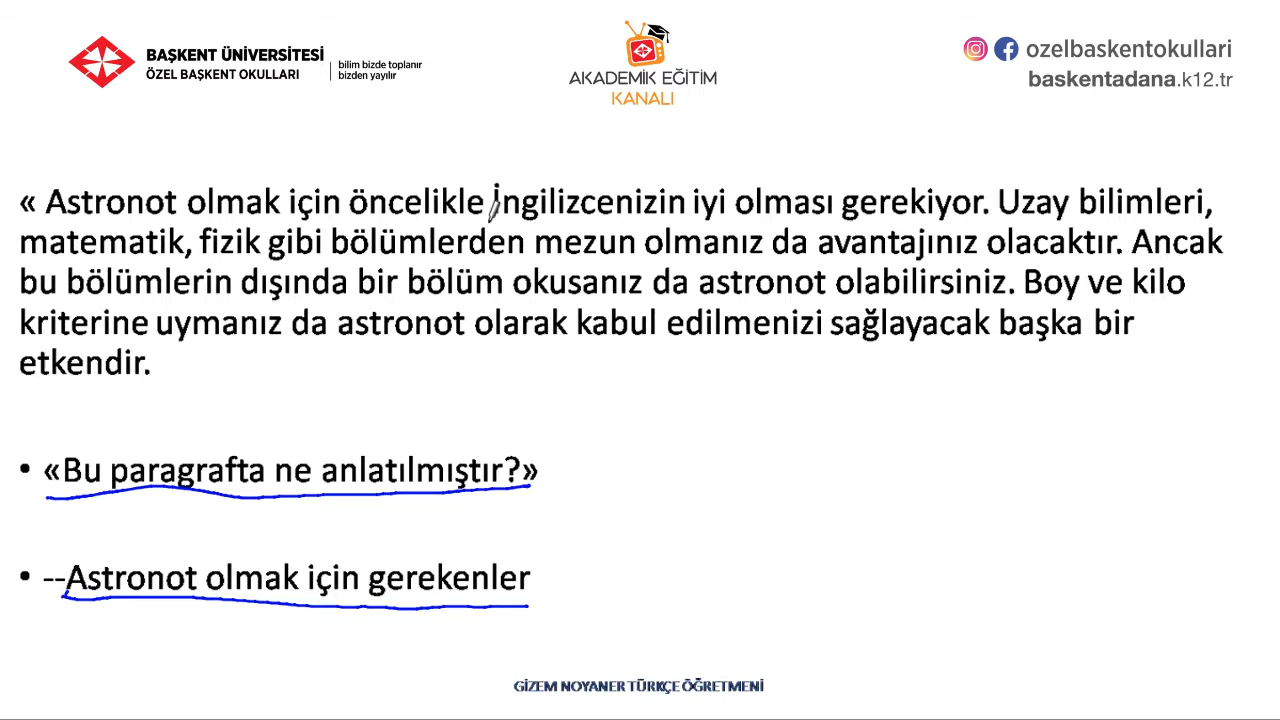 BAŞKENT ÜNİVERSİTESİ
ÖZEL BAŞKENT OKULLARI
bilim bizde toplanır
bizden yayılır
AKADEMİK EĞİTİM
KANALI
ozelbaskentokullari
baskentadana.k12.tr
« Astronot olmak için öncelikle İngilizcenizin iyi olması gerekiyor. Uzay bilimleri,
matematik, fizik gibi bölümlerden mezun olmanız da avantajınız olacaktır. Ancak
bu bölümlerin dışında bir bölüm okusanız da astronot olabilirsiniz. Boy ve kilo
kriterine uymanız da astronot olarak kabul edilmenizi sağlayacak başka bir
etkendir.
• «Bu paragrafta ne anlatılmıştır?»
• --Astronot olmak için gerekenler
GİZEM NOYANER TÜRKÇE ÖĞRETMENİ